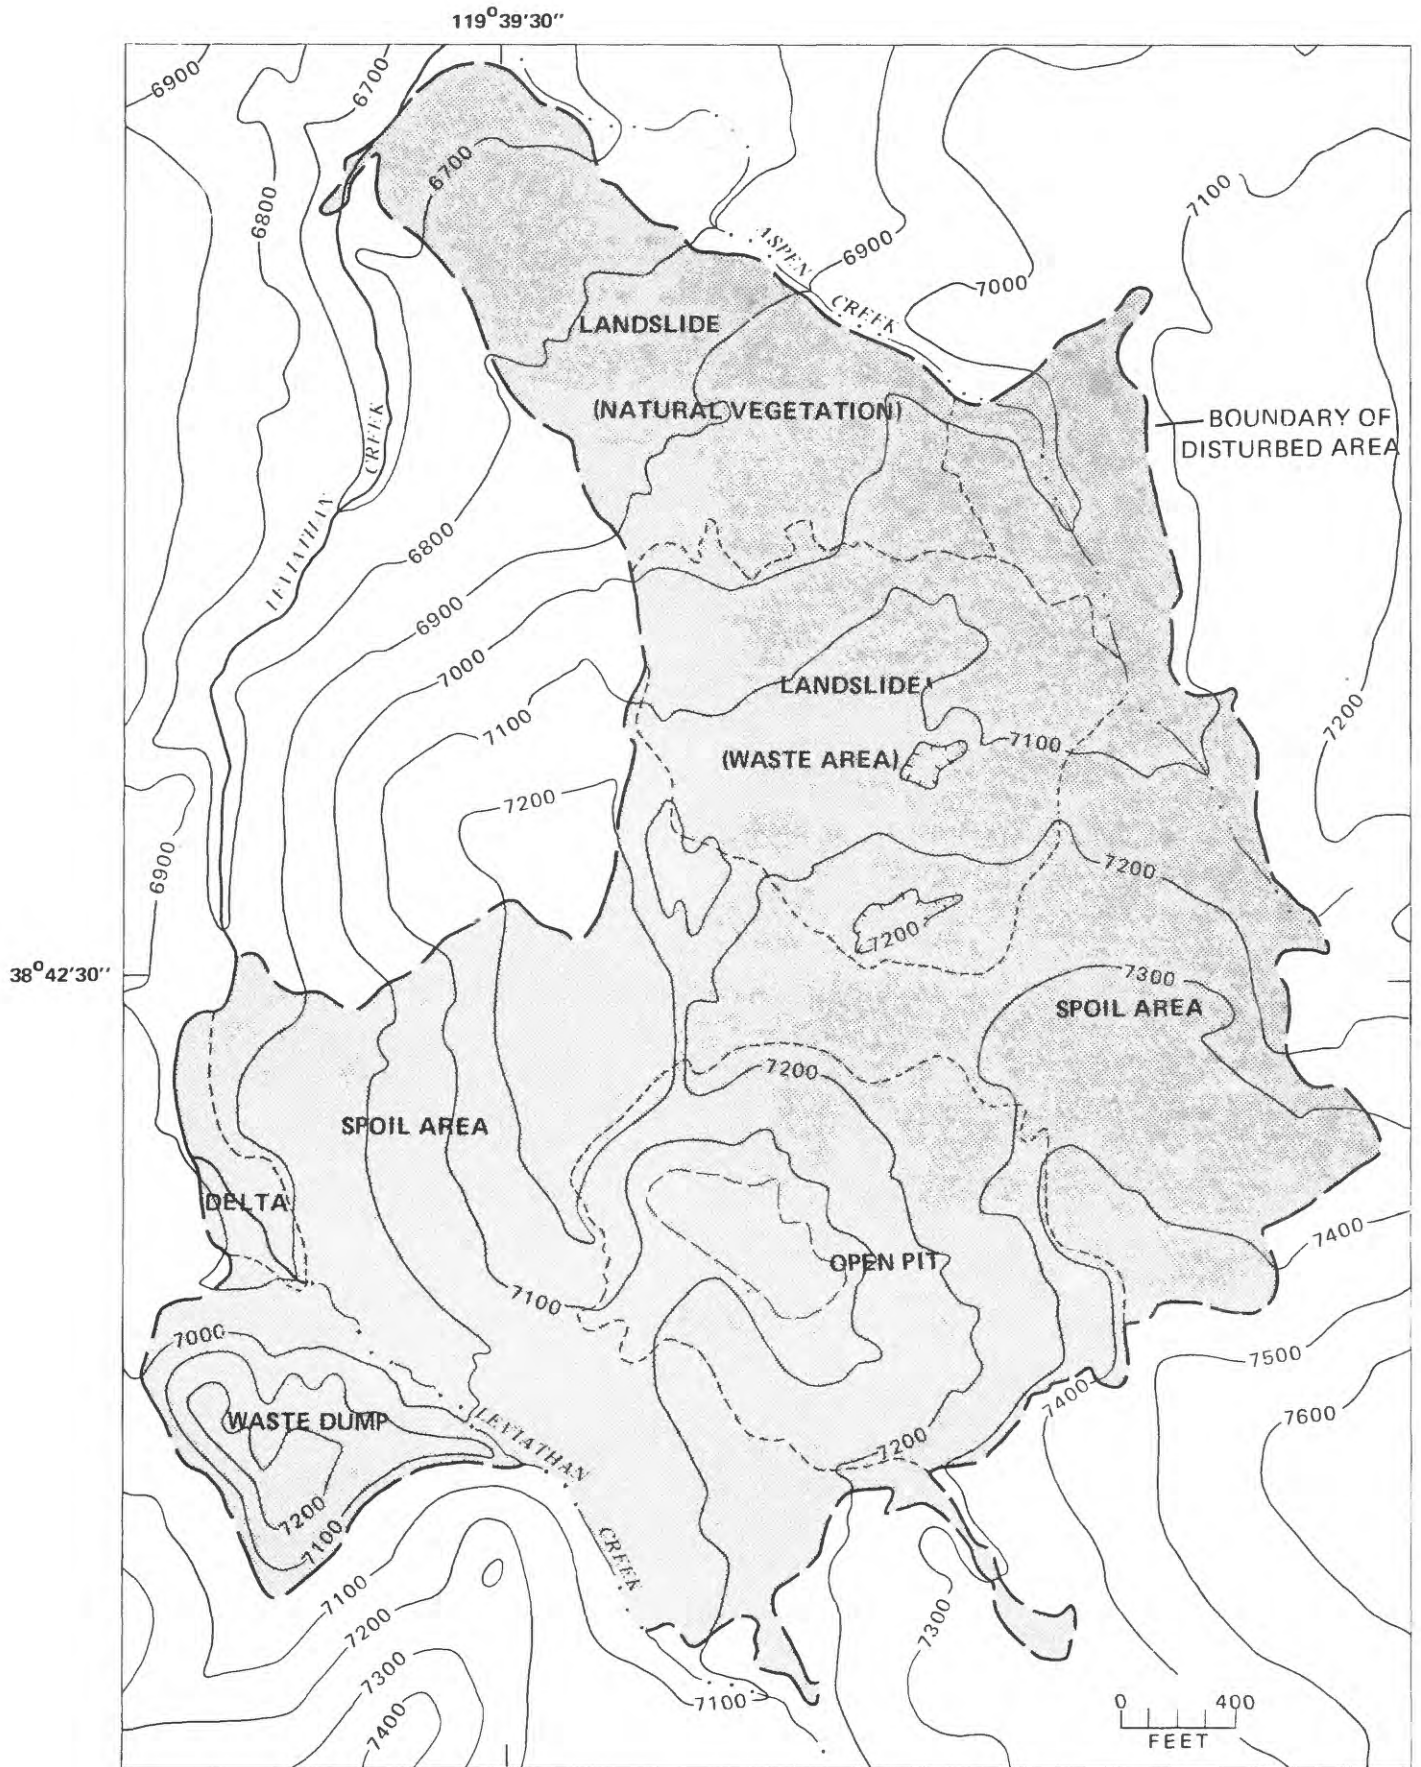 119°39'30"
6900
6700
6700
7100
6800
ASPEN
6900
7000
CREEK
LANDSLIDE
(NATURAL VEGETATION)
BOUNDARY OF
DISTURBED AREA
CREEK
LEVIATHAN
6800
6900
7000
LANDSLIDE
7100
7200
7100
(WASTE AREA)
7200
6900
7200
7200
38°42'30"
7300
SPOIL AREA
7200
SPOIL AREA
DELTA
7400
OPEN PIT
7100
7000
7500
7400
7600
WASTE DUMP
LEVIATHAN
7200
7200
7100
CREEK
7100
7200
7300
7300
7400
7100
0 400
FEET